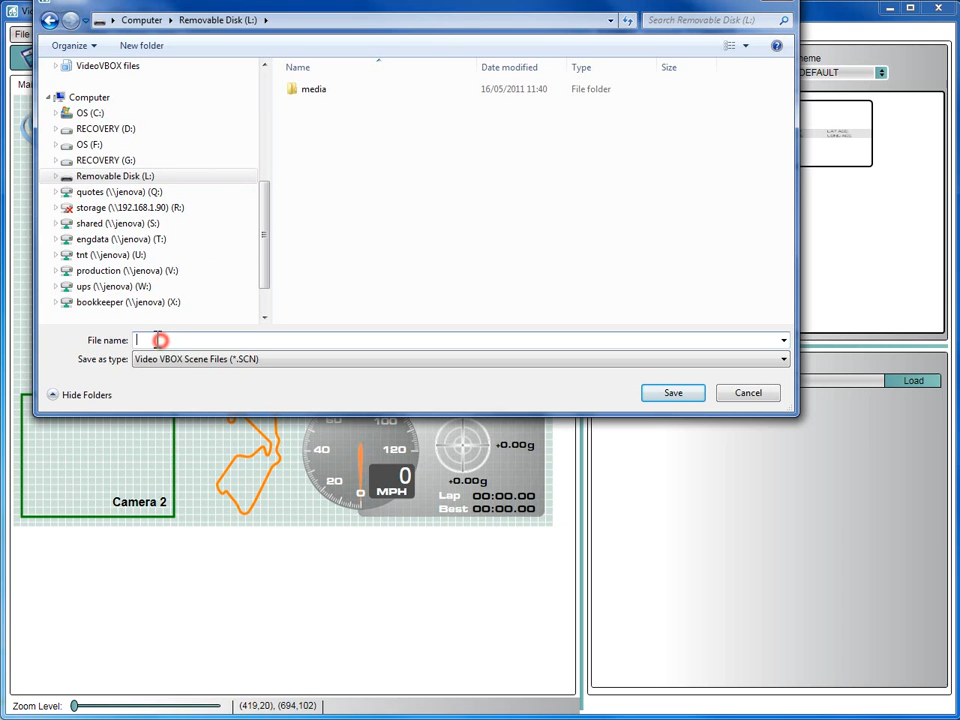 Vi
Computer
Removable Disk (L:)
Search Removable Disk (L:)
File
Organize
New folder
VideoVBOX files
Name
Date modified
Type
Size
media
16/05/2011 11:40
File folder
heme
DEFAULT
Mai
Computer
OS (C:)
RECOVERY (D:)
OS (F:)
RECOVERY (G:)
Removable Disk (L:)
quotes (\\jenova) (Q:)
storage (\\192.168.1.90) (R:)
shared (\\jenova) (S:)
engdata (\\jenova) (T:)
tnt (\\jenova) (U:)
production (\\jenova) (V:)
ups (\\jenova) (W:)
bookkeeper (\\jenova) (X:)
File name:
Save as type: Video VBOX Scene Files (*.SCN)
Hide Folders
Save
Cancel
Load
Camera 2
100
40
120
20
0
0
MPH
+0.00g
+0.00g
Lap 00:00.00
Best 00:00.00
Zoom Level:
(419,20), (694,102)